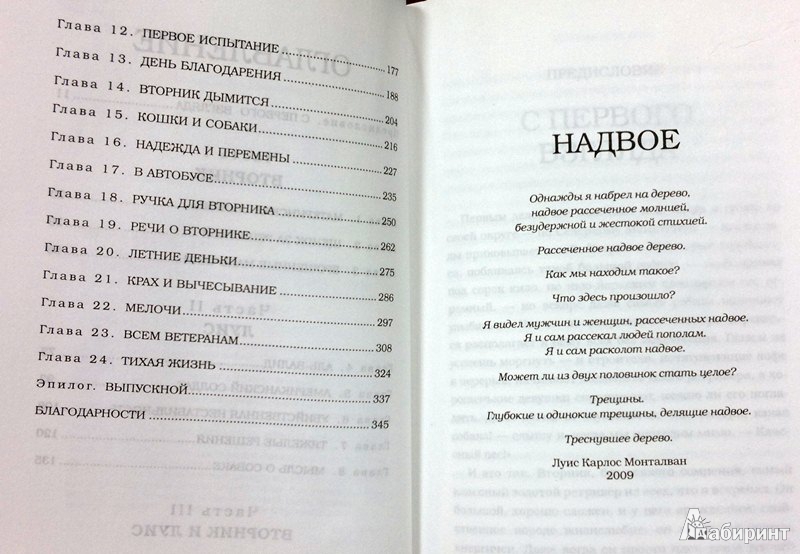 Глава 12. ПЕРВОЕ ИСПЫТАНИЕ 177
Глава 13. ДЕНЬ БЛАГОДАРЕНИЯ 188
Глава 14. ВТОРНИК ДЫМИТСЯ 204
Глава 15. КОШКИ И СОБАКИ 216
Глава 16. НАДЕЖДА И ПЕРЕМЕНЫ 227
Глава 17. В АВТОБУСЕ 235
Глава 18. РУЧКА ДЛЯ ВТОРНИКА 250
Глава 19. РЕЧИ О ВТОРНИКЕ 262
Глава 20. ЛЕТНИЕ ДЕНЬКИ 275
Глава 21. КРАХ И ВЫЧЕСЫВАНИЕ 286
Глава 22. МЕЛОЧИ 297
Глава 23. ВСЕМ ВЕТЕРАНАМ 308
Глава 24. ТИХАЯ ЖИЗНЬ 324
Эпилог. ВЫПУСКНОЙ 337
БЛАГОДАРНОСТИ 345
НАДВОЕ
Однажды я набрел на дерево,
надвое рассеченное молнией,
безудержной и жестокой стихией.
Рассеченное надвое дерево.
Как мы находим такое?
Что здесь произошло?
Я видел мужчин и женщин, рассеченных надвое.
Я и сам рассекал людей пополам.
Я и сам расколот надвое.
Может ли из двух половинок стать целое?
Трещины.
Глубокие и одинокие трещины, делящие надвое.
Треснувшее дерево.
Луис Карлос Монталван
2009
Лабиринт